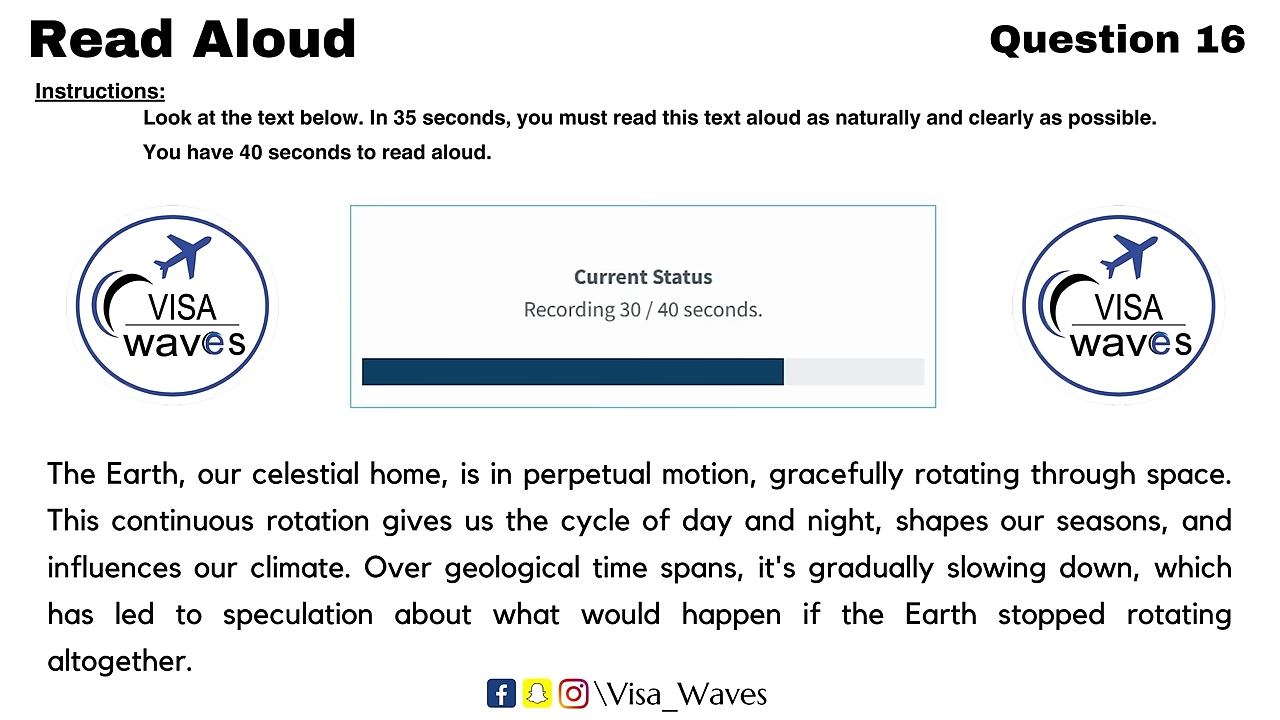 Read Aloud
Question 16
Instructions:
Look at the text below. In 35 seconds, you must read this text aloud as naturally and clearly as possible.
You have 40 seconds to read aloud.
VISA
waves
Current Status
Recording 30 / 40 seconds.
VISA
waves
The Earth, our celestial home, is in perpetual motion, gracefully rotating through space.
This continuous rotation gives us the cycle of day and night, shapes our seasons, and
influences our climate. Over geological time spans, it's gradually slowing down, which
has led to speculation about what would happen if the Earth stopped rotating
altogether.
\Visa_Waves